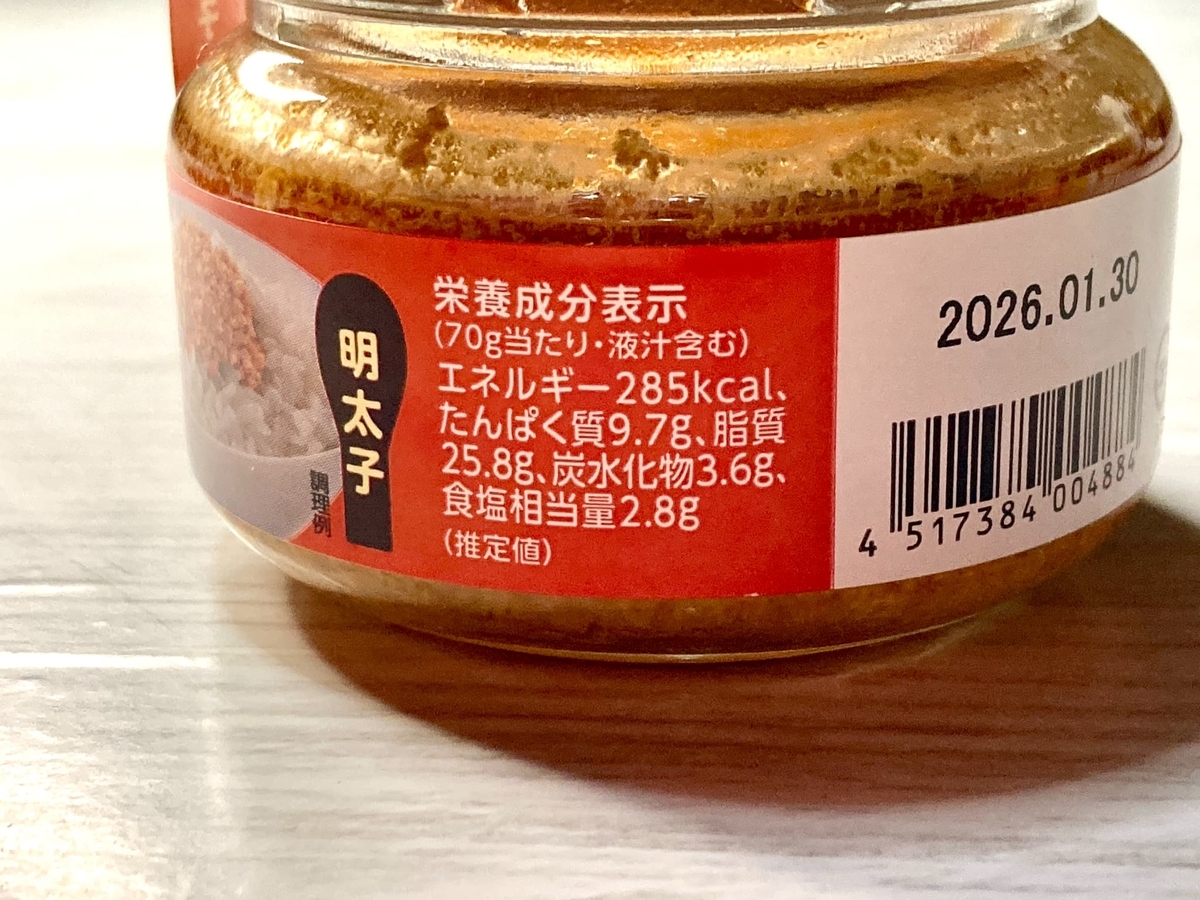 明太子
調理例
栄養成分表示
(70g当たり・液汁含む)
エネルギー285kcal、
たんぱく質9.7g、脂質
25.8g、炭水化物3.6g、
食塩相当量2.8g
(推定値)
2026.01.30
4 517384 004884